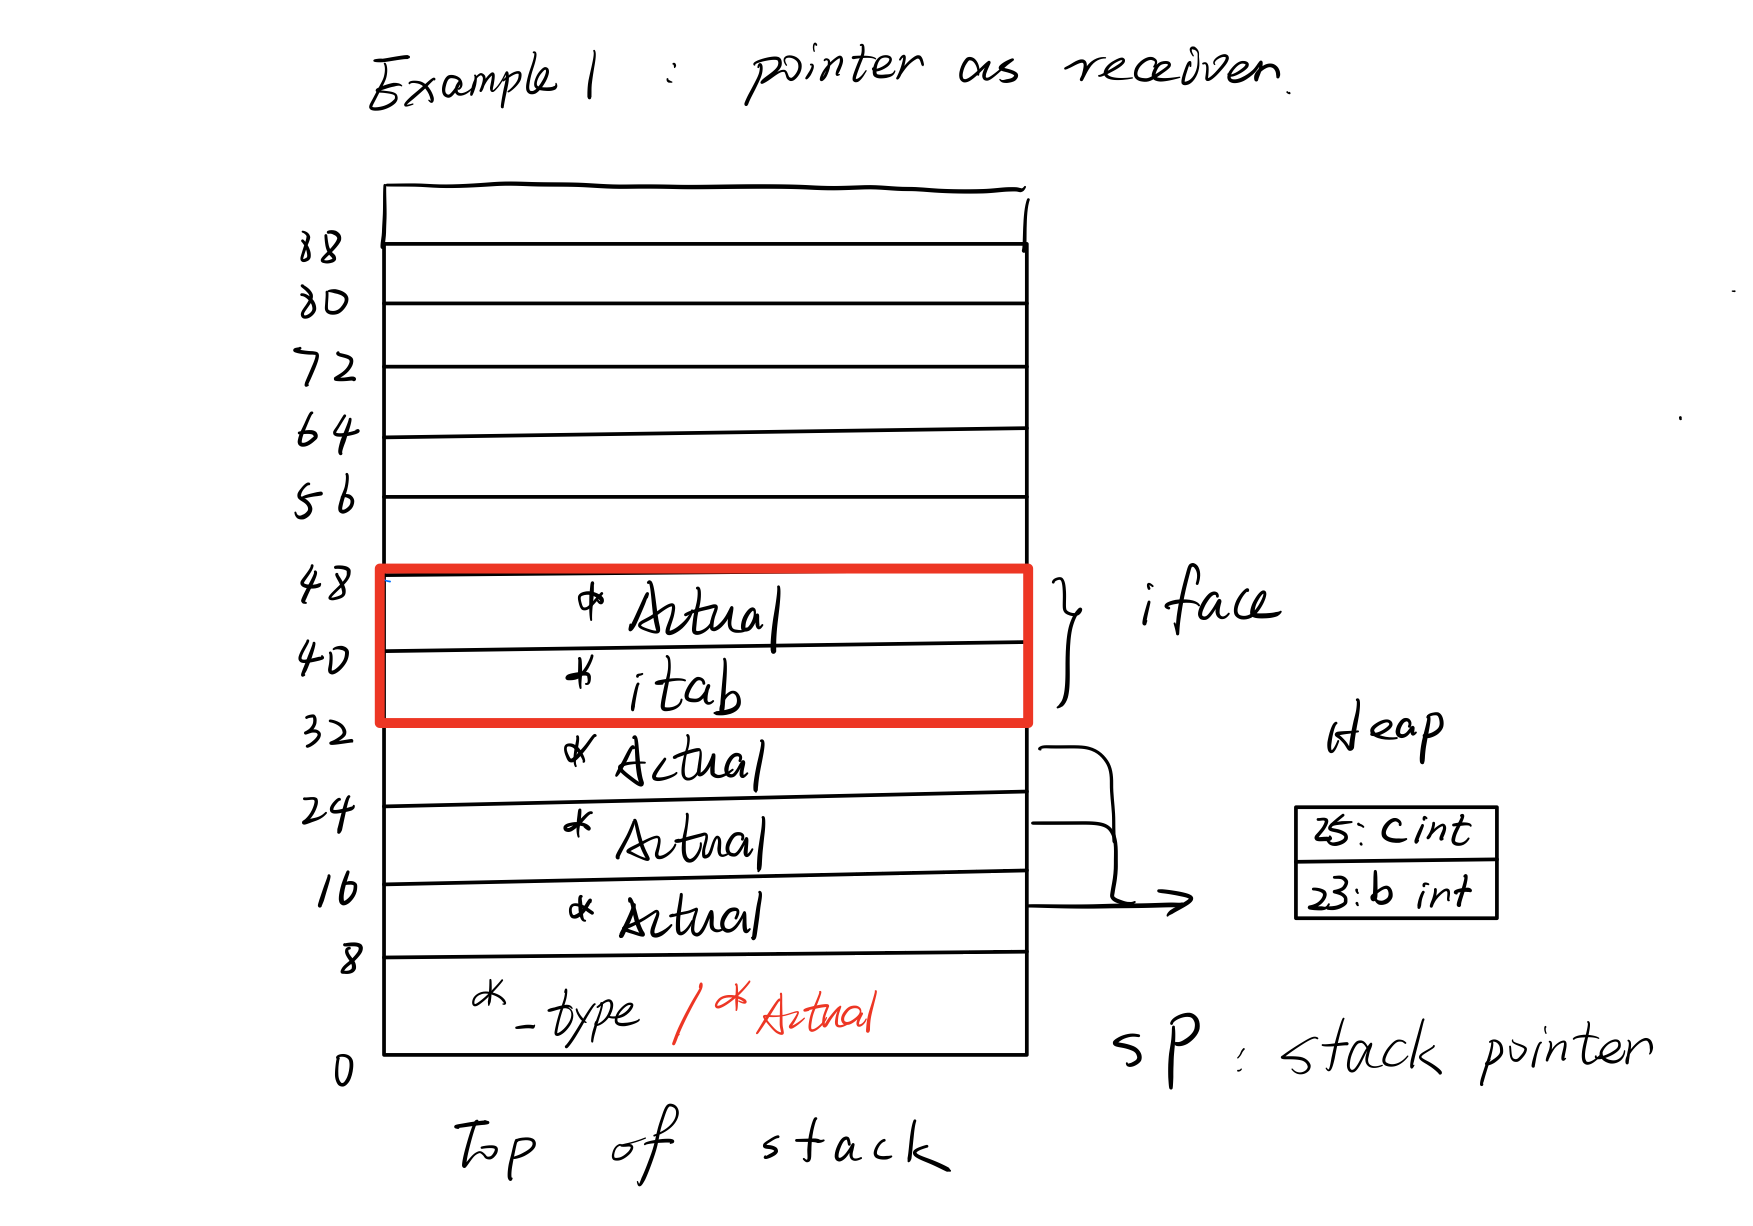 Example 1 : pointer as receiver.
88
80
72
64
56
48
* Actual
iface
40
* itab
32
* Actual
Heap
24
* Actual
25: c int
16
* Actual
23: b int
8
* _type / * Actual
SP : stack pointer
0
Top of stack